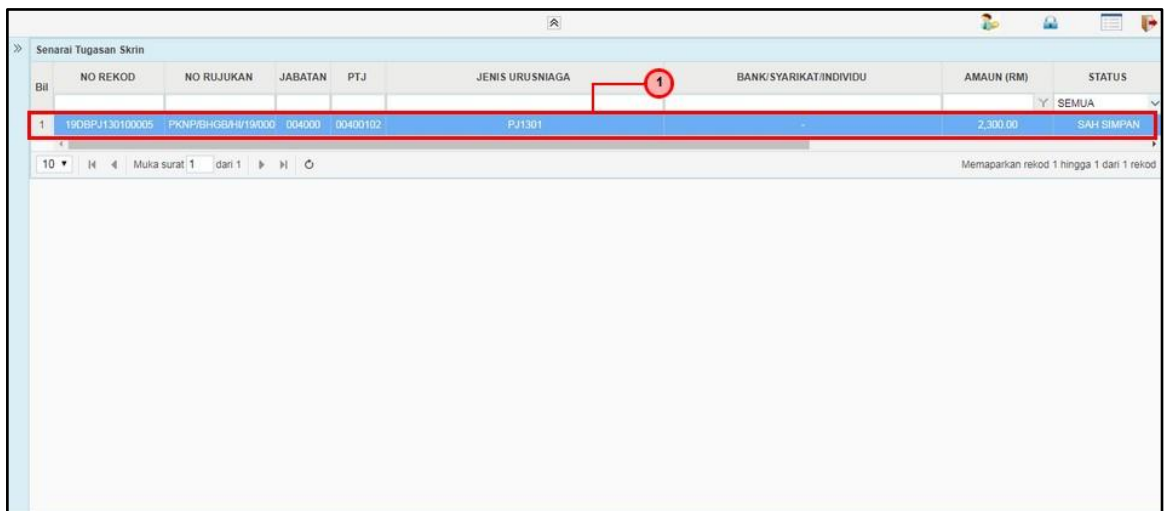 Senarai Tugasan Skrin
Bil NO REKOD NO RUJUKAN JABATAN PTJ JENIS URUSNIAGA BANK/SYARIKAT/INDIVIDU AMAUN (RM) STATUS
1
SEMUA
1 19DBPJ130100005 PKNP/BHGB/HI/19/000 004000 00400102 PJ1301 - 2,300.00 SAH SIMPAN
10 Muka surat 1 dari 1 Memaparkan rekod 1 hingga 1 dari 1 rekod